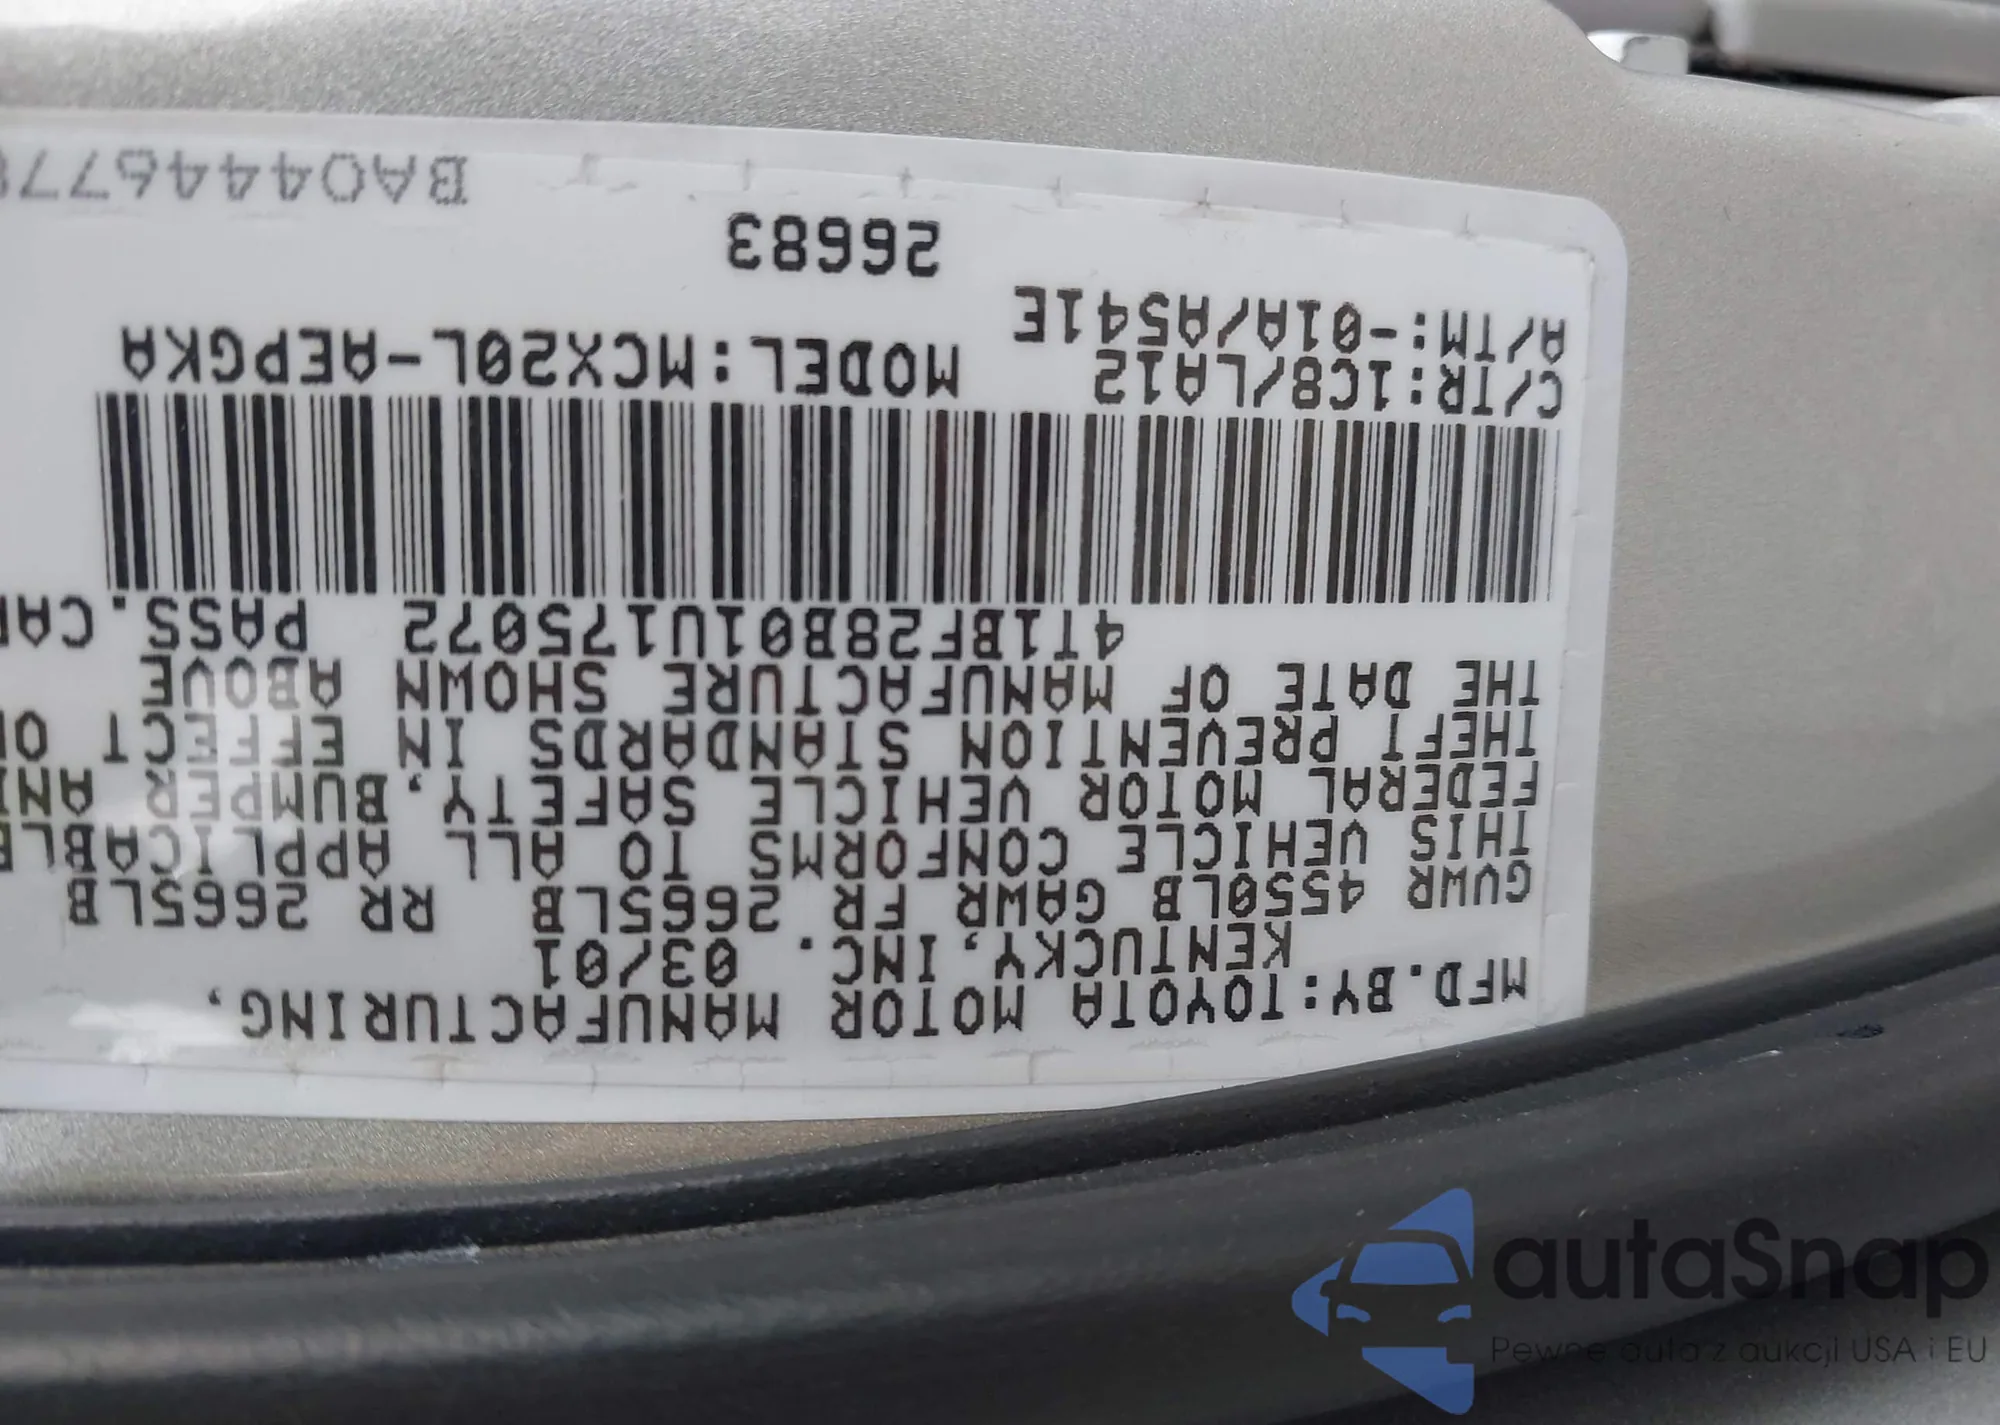 MFD.BY:TOYOTA MOTOR MANUFACTURING,
KENTUCKY,INC. 03/01
GVWR 4550LB GAWR FR 2665LB RR 2665LB
THIS VEHICLE CONFORMS TO ALL APPLICABLE
FEDERAL MOTOR VEHICLE SAFETY, BUMPER, AND
THEFT PREVENTION STANDARDS IN EFFECT ON
THE DATE OF MANUFACTURE SHOWN ABOVE
4T1BF28B01U175072 PASS.CAR
C/TR:1C8/LA12 MODEL:MCX20L-AEPGKA
A/TM:-01A/A541E
26683
BA04446778
autaSnap
Pewne auta z aukcji USA i EU